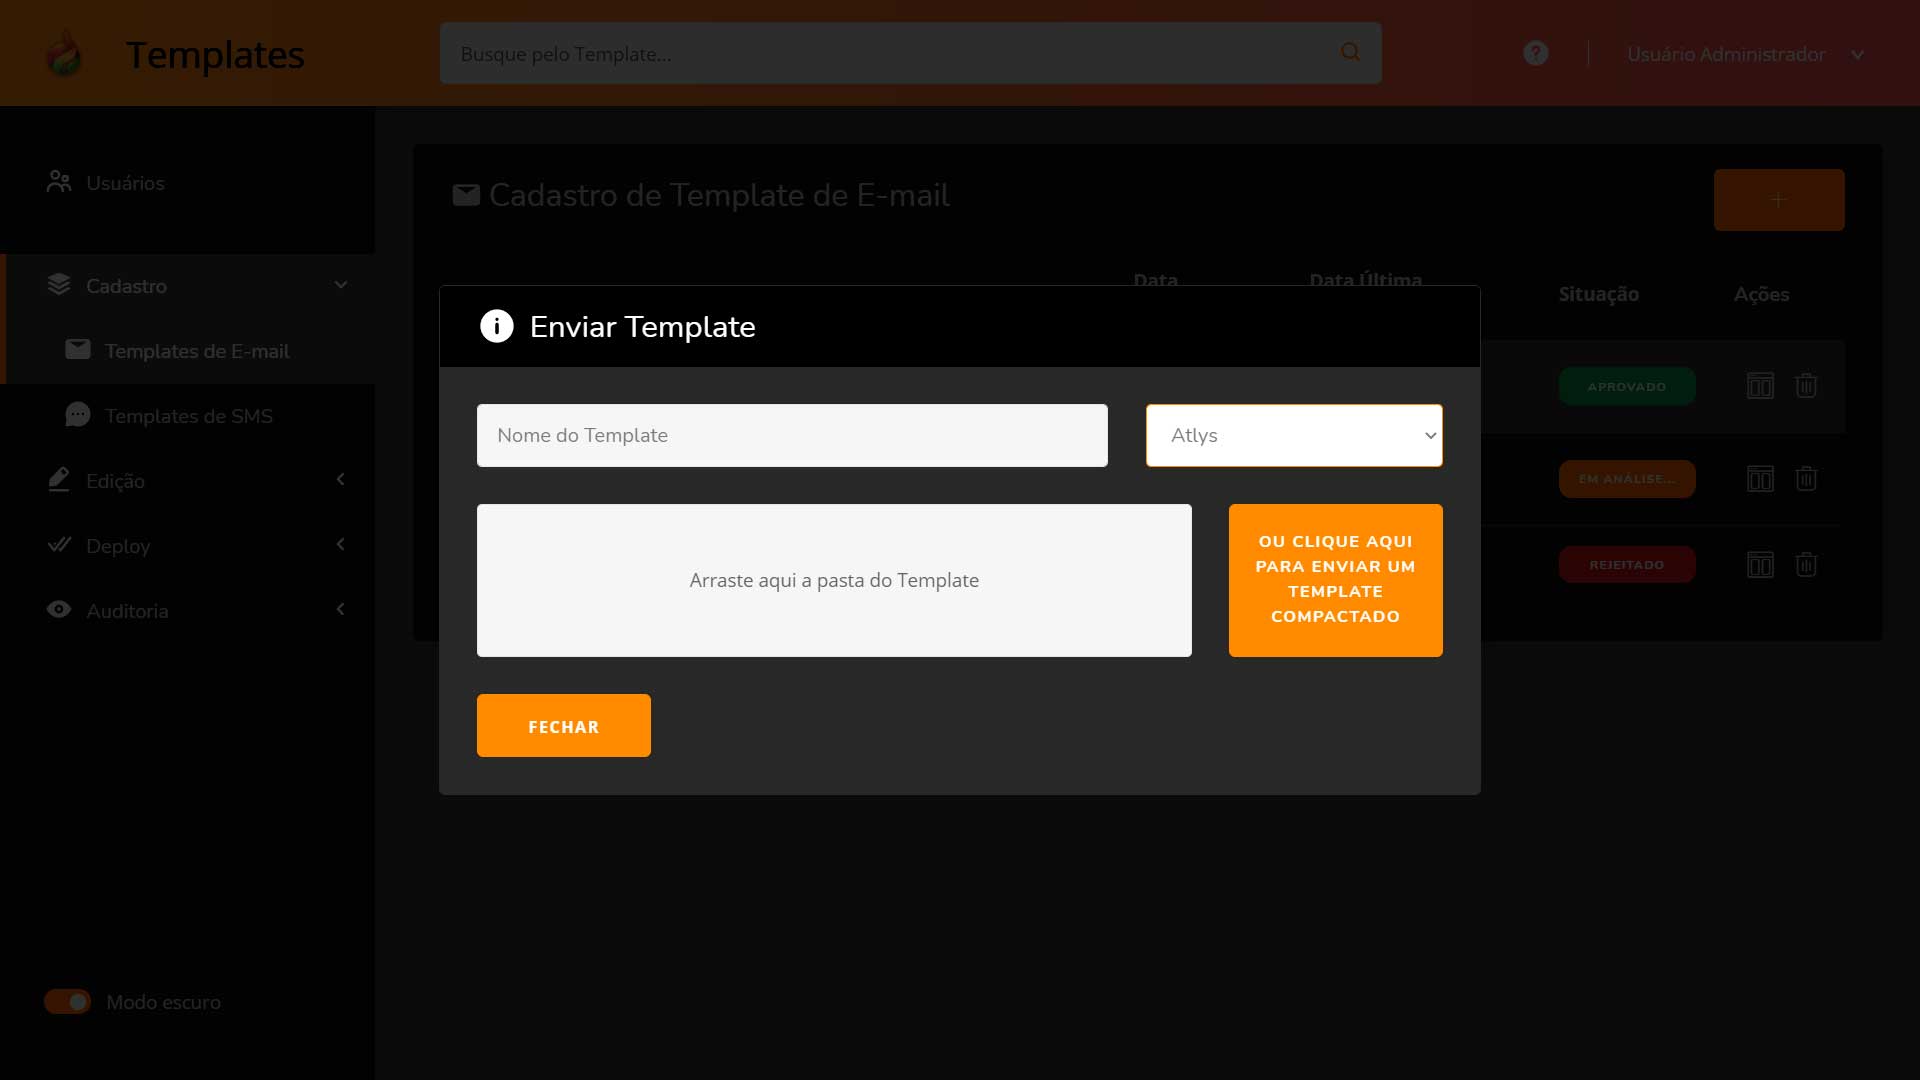 Templates
Busque pelo Template...
Usuário Administrador
Usuários
Cadastro
Templates de E-mail
Templates de SMS
Edição
Deploy
Auditoria
Modo escuro
Cadastro de Template de E-mail
+
Data
Data Última
Situação
Ações
APROVADO
EM ANÁLISE...
REJEITADO
Enviar Template
Nome do Template
Atlys
Arraste aqui a pasta do Template
OU CLIQUE AQUI
PARA ENVIAR UM
TEMPLATE
COMPACTADO
FECHAR